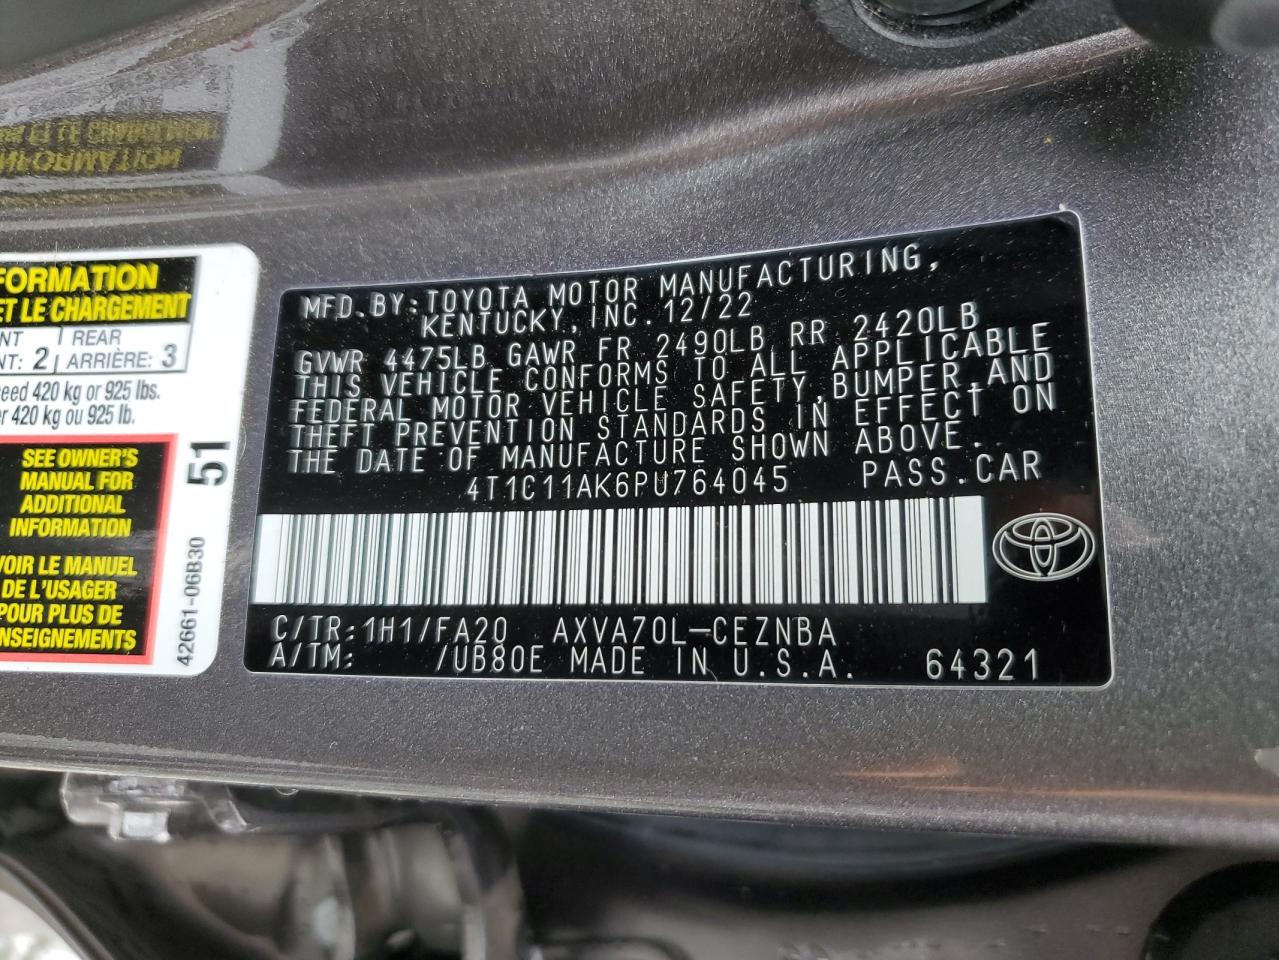 FORMATION
ET LE CHARGEMENT
NT REAR
NT: 2 ARRIÈRE: 3
eed 420 kg or 925 lbs.
er 420 kg ou 925 lb.
SEE OWNER'S
MANUAL FOR
ADDITIONAL
INFORMATION
VOIR LE MANUEL
DE L'USAGER
POUR PLUS DE
NSEIGNEMENTS
51
42661-06B30
MFD.BY:TOYOTA MOTOR MANUFACTURING,
KENTUCKY,INC.12/22
GVWR 4475LB GAWR FR 2490LB RR 2420LB
THIS VEHICLE CONFORMS TO ALL APPLICABLE
FEDERAL MOTOR VEHICLE SAFETY,BUMPER,AND
THEFT PREVENTION STANDARDS IN EFFECT ON
THE DATE OF MANUFACTURE SHOWN ABOVE.
4T1C11AK6PU764045 PASS.CAR
C/TR:1H1/FA20 AXVA70L-CEZNBA
A/TM: /UB80E MADE IN U.S.A. 64321